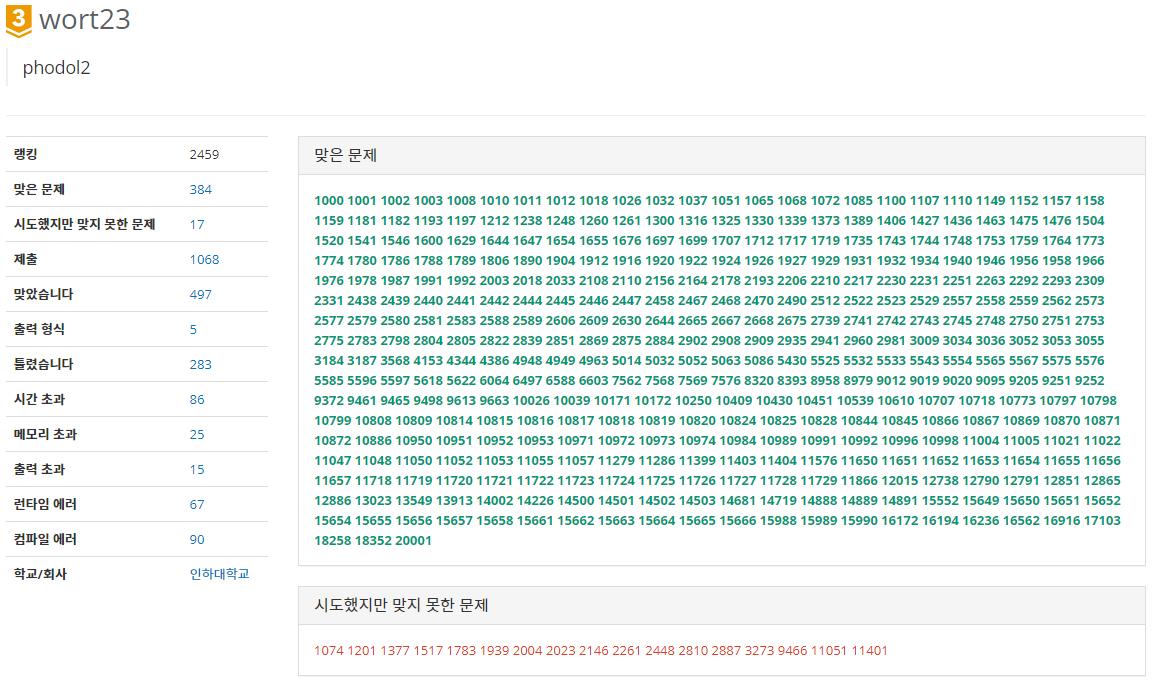 3 wort23
phodol2
랭킹 2459
맞은 문제 384
시도했지만 맞지 못한 문제 17
제출 1068
맞았습니다 497
출력 형식 5
틀렸습니다 283
시간 초과 86
메모리 초과 25
출력 초과 15
런타임 에러 67
컴파일 에러 90
학교/회사 인하대학교
맞은 문제
1000 1001 1002 1003 1008 1010 1011 1012 1018 1026 1032 1037 1051 1065 1068 1072 1085 1100 1107 1110 1149 1152 1157 1158
1159 1181 1182 1193 1197 1212 1238 1248 1260 1261 1300 1316 1325 1330 1339 1373 1389 1406 1427 1436 1463 1475 1476 1504
1520 1541 1546 1600 1629 1644 1647 1654 1655 1676 1697 1699 1707 1712 1717 1719 1735 1743 1744 1748 1753 1759 1764 1773
1774 1780 1786 1788 1789 1806 1890 1904 1912 1916 1920 1922 1924 1926 1927 1929 1931 1932 1934 1940 1946 1956 1958 1966
1976 1978 1987 1991 1992 2003 2018 2033 2108 2110 2156 2164 2178 2193 2206 2210 2217 2230 2231 2251 2263 2292 2293 2309
2331 2438 2439 2440 2441 2442 2444 2445 2446 2447 2458 2467 2468 2470 2490 2512 2522 2523 2529 2557 2558 2559 2562 2573
2577 2579 2580 2581 2583 2588 2589 2606 2609 2630 2644 2665 2667 2668 2675 2739 2741 2742 2743 2745 2748 2750 2751 2753
2775 2783 2798 2804 2805 2822 2839 2851 2869 2875 2884 2902 2908 2909 2935 2941 2960 2981 3009 3034 3036 3052 3053 3055
3184 3187 3568 4153 4344 4386 4948 4949 4963 5014 5032 5052 5063 5086 5430 5525 5532 5533 5543 5554 5565 5567 5575 5576
5585 5596 5597 5618 5622 6064 6497 6588 6603 7562 7568 7569 7576 8320 8393 8958 8979 9012 9019 9020 9095 9205 9251 9252
9372 9461 9465 9498 9613 9663 10026 10039 10171 10172 10250 10409 10430 10451 10539 10610 10707 10718 10773 10797 10798
10799 10808 10809 10814 10815 10816 10817 10818 10819 10820 10824 10825 10828 10844 10845 10866 10867 10869 10870 10871
10872 10886 10950 10951 10952 10953 10971 10972 10973 10974 10984 10989 10991 10992 10996 10998 11004 11005 11021 11022
11047 11048 11050 11052 11053 11055 11057 11279 11286 11399 11403 11404 11576 11650 11651 11652 11653 11654 11655 11656
11657 11718 11719 11720 11721 11722 11723 11724 11725 11726 11727 11728 11729 11866 12015 12738 12790 12791 12851 12865
12886 13023 13549 13913 14002 14226 14500 14501 14502 14503 14681 14719 14888 14889 14891 15552 15649 15650 15651 15652
15654 15655 15656 15657 15658 15661 15662 15663 15664 15665 15666 15988 15989 15990 16172 16194 16236 16562 16916 17103
18258 18352 20001
시도했지만 맞지 못한 문제
1074 1201 1377 1517 1783 1939 2004 2023 2146 2261 2448 2810 2887 3273 9466 11051 11401